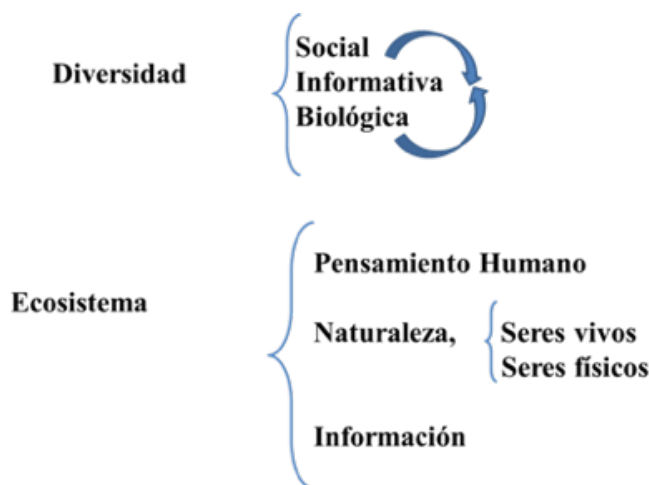 Diversidad
Social
Informativa
Biológica
Ecosistema
Pensamiento Humano
Naturaleza,
Seres vivos
Seres físicos
Información